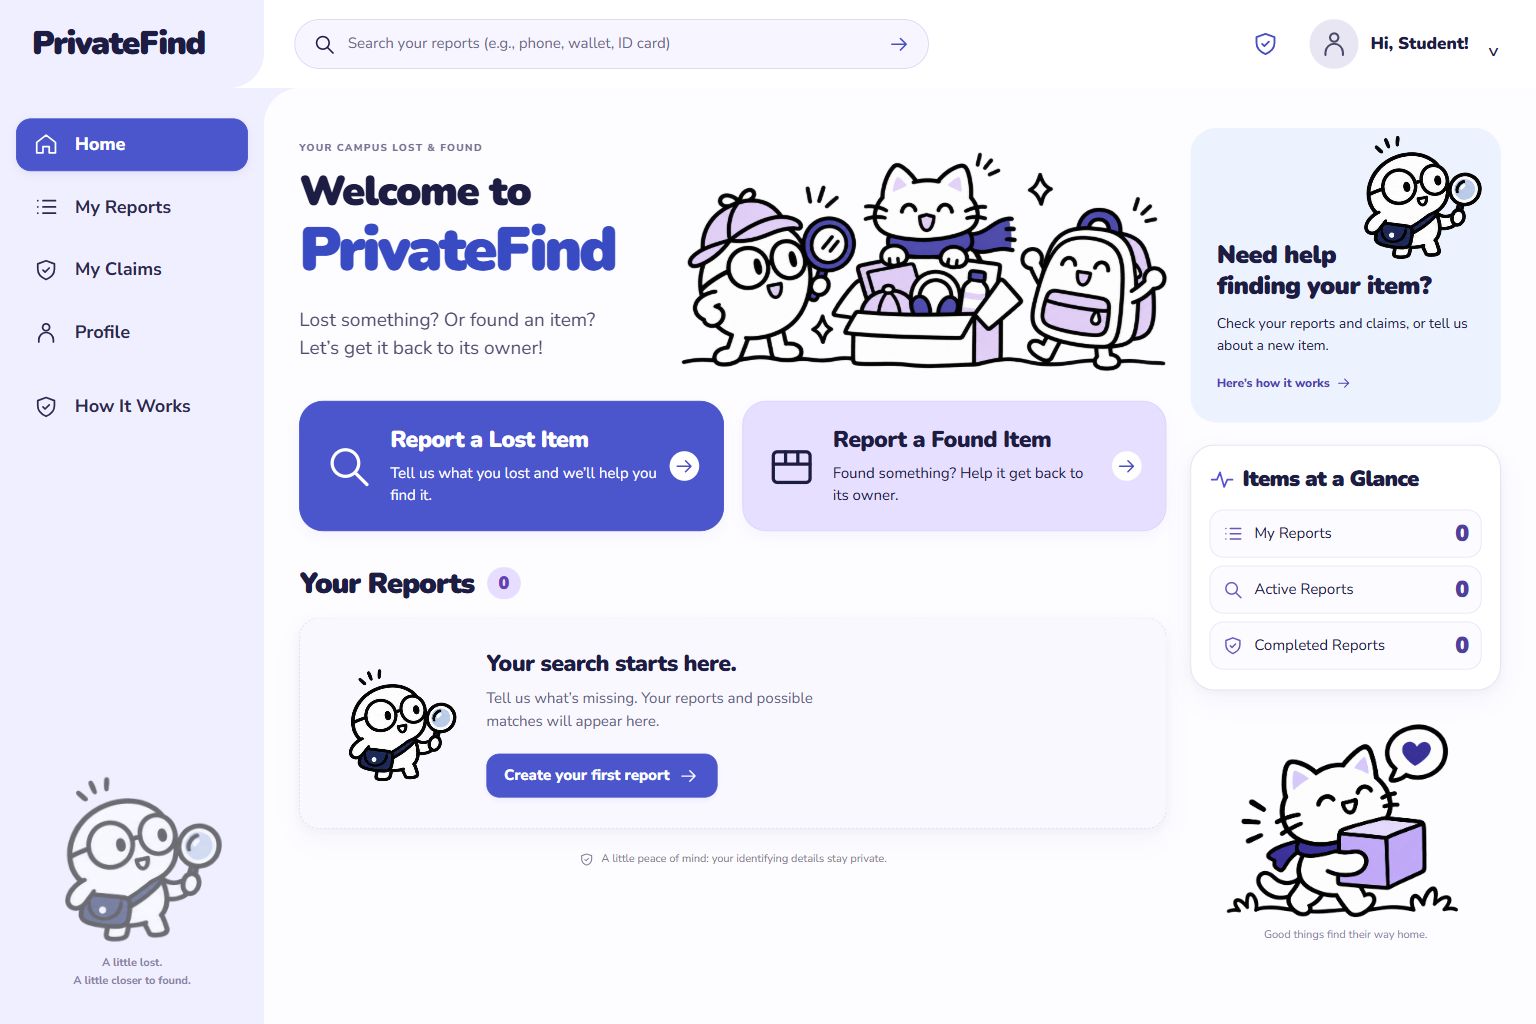 PrivateFind
Search your reports (e.g., phone, wallet, ID card)
Hi, Student!
v
Home
My Reports
My Claims
Profile
How It Works
A little lost.
A little closer to found.
YOUR CAMPUS LOST & FOUND
Welcome to
PrivateFind
Lost something? Or found an item?
Let’s get it back to its owner!
Report a Lost Item
Tell us what you lost and we’ll help you
find it.
Report a Found Item
Found something? Help it get back to
its owner.
Your Reports 0
Your search starts here.
Tell us what’s missing. Your reports and possible
matches will appear here.
Create your first report
A little peace of mind: your identifying details stay private.
Need help
finding your item?
Check your reports and claims, or tell us
about a new item.
Here’s how it works
Items at a Glance
My Reports 0
Active Reports 0
Completed Reports 0
Good things find their way home.